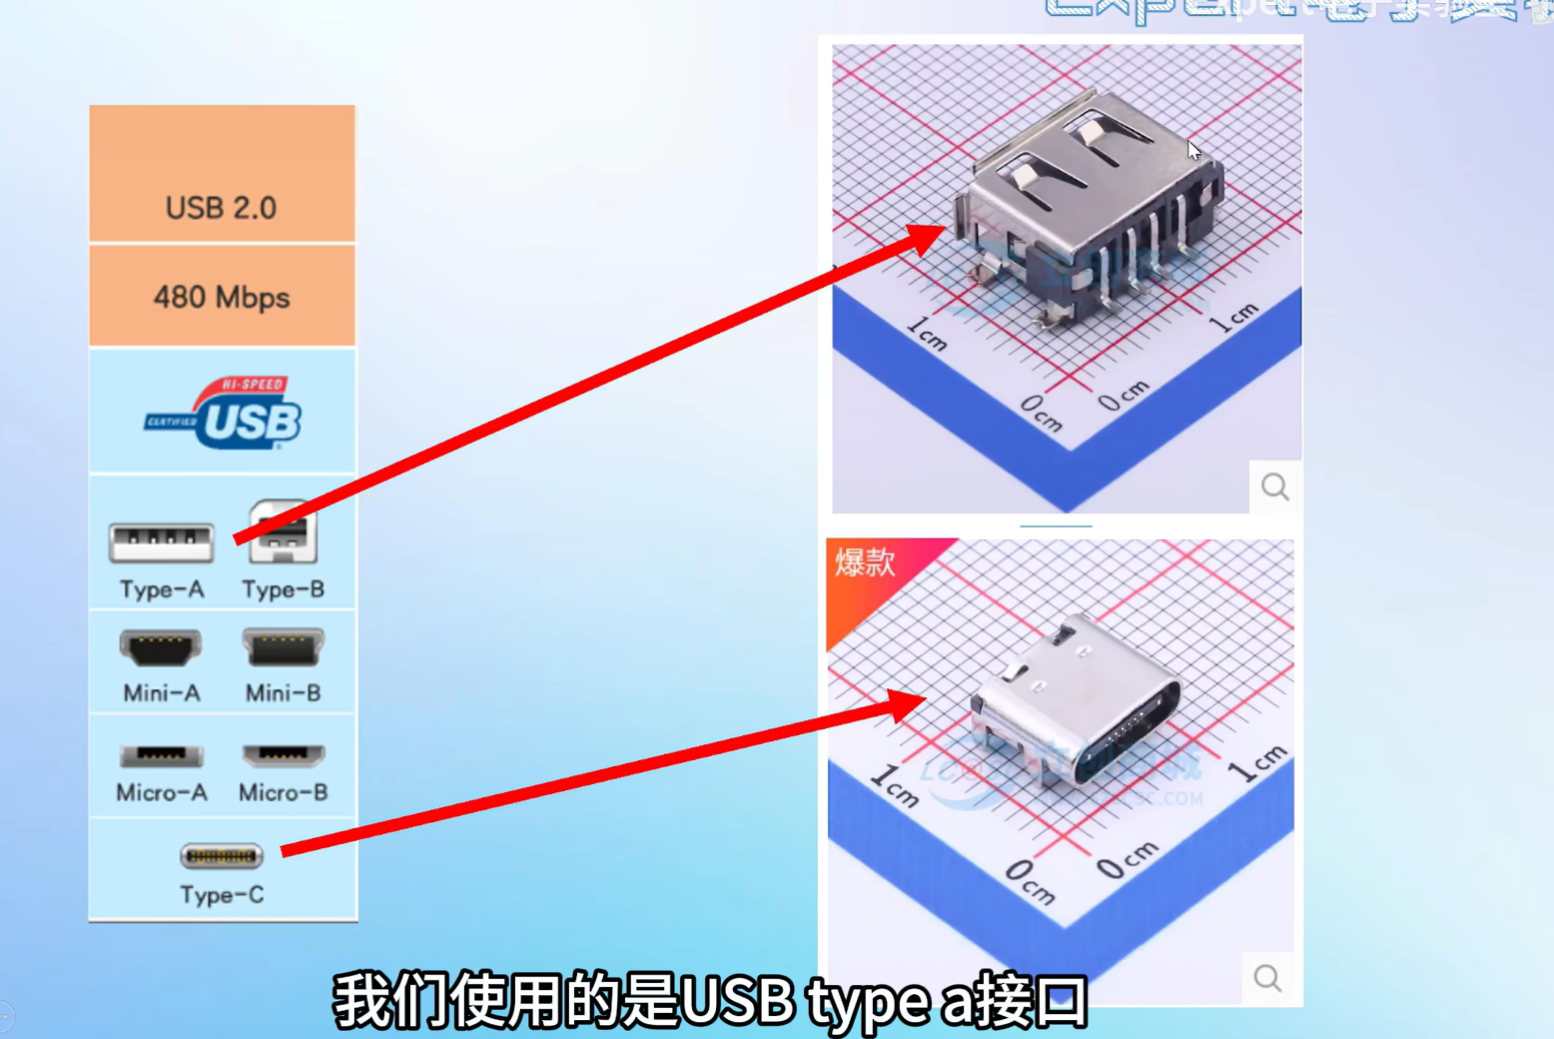 USB 2.0
480 Mbps
HI-SPEED
CERTIFIED
USB
Type-A
Type-B
Mini-A
Mini-B
Micro-A
Micro-B
Type-C
1cm
1cm
0cm
0cm
爆款
1cm
1cm
0cm
0cm
我们使用的是USB type a接口